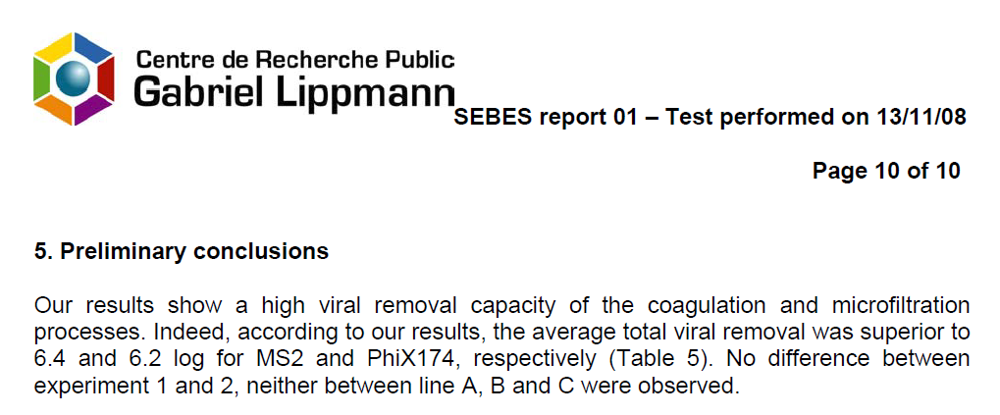 Centre de Recherche Public
Gabriel Lippmann
SEBES report 01 – Test performed on 13/11/08
Page 10 of 10
5. Preliminary conclusions
Our results show a high viral removal capacity of the coagulation and microfiltration
processes. Indeed, according to our results, the average total viral removal was superior to
6.4 and 6.2 log for MS2 and PhiX174, respectively (Table 5). No difference between
experiment 1 and 2, neither between line A, B and C were observed.